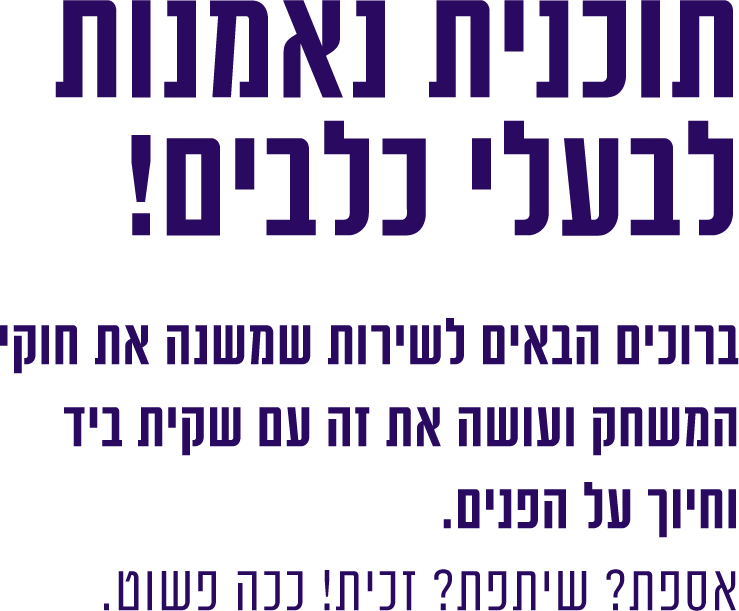 תוכנית נאמנות
לבעלי כלבים!
ברוכים הבאים לשירות שמשנה את חוקי
המשחק ועושה את זה עם שקית ביד
וחיוך על הפנים.
אספת? שיתפת? זכית! ככה פשוט.